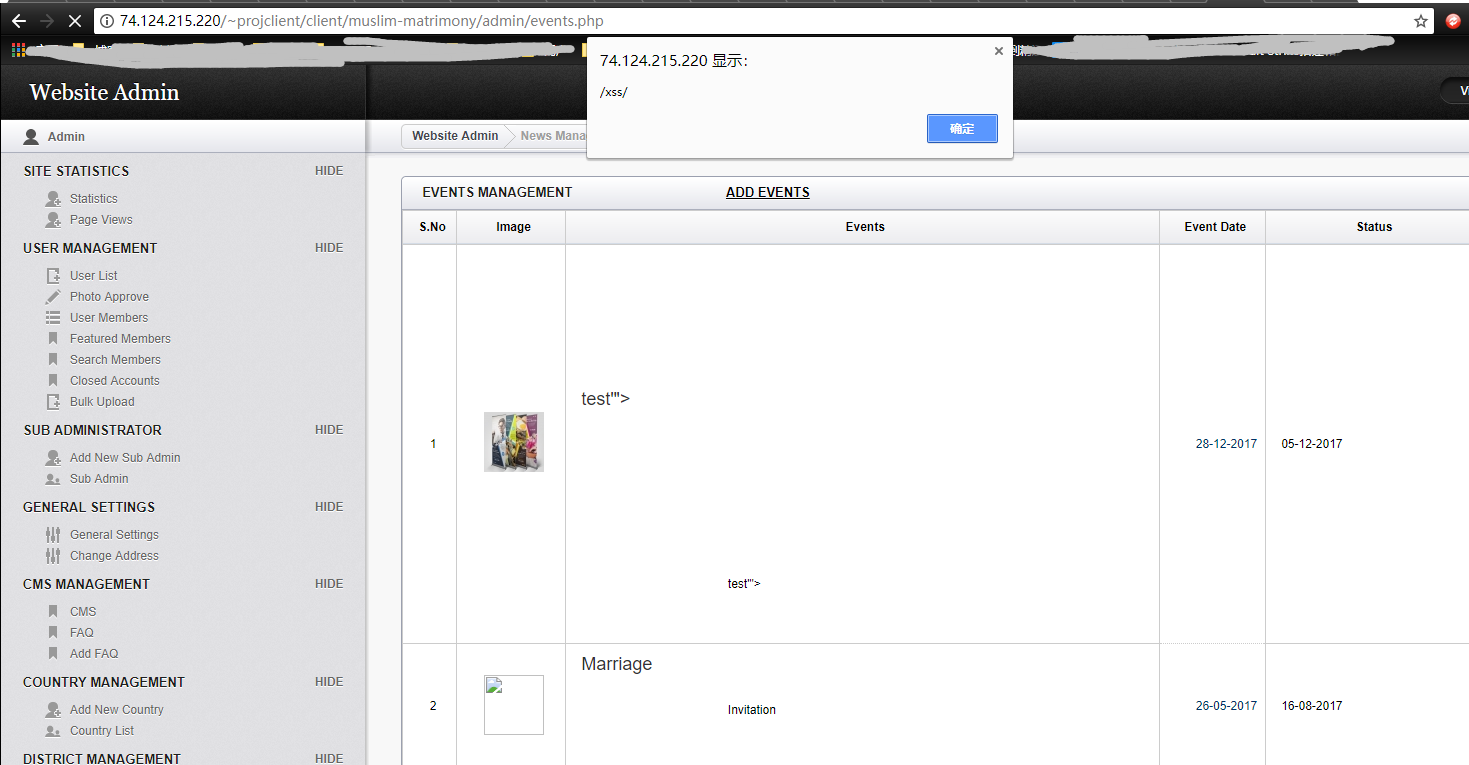 74.124.215.220/~projclient/client/muslim-matrimony/admin/events.php
74.124.215.220 显示:
/xss/
确定
Website Admin
Admin
Website Admin
News Mana
SITE STATISTICS HIDE
Statistics
Page Views
USER MANAGEMENT HIDE
User List
Photo Approve
User Members
Featured Members
Search Members
Closed Accounts
Bulk Upload
SUB ADMINISTRATOR HIDE
Add New Sub Admin
Sub Admin
GENERAL SETTINGS HIDE
General Settings
Change Address
CMS MANAGEMENT HIDE
CMS
FAQ
Add FAQ
COUNTRY MANAGEMENT HIDE
Add New Country
Country List
DISTRICT MANAGEMENT HIDE
EVENTS MANAGEMENT ADD EVENTS
S.No Image Events Event Date Status
test'">
1 28-12-2017 05-12-2017
test'">
Marriage
2 26-05-2017 16-08-2017
Invitation